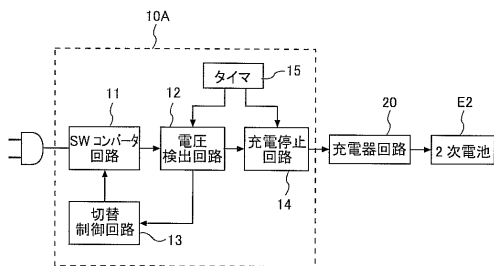 10A
タイマ
15
11
12
20
E2
SWコンバータ
回路
電圧
検出回路
充電停止
回路
充電器回路
2次電池
14
切替
制御回路
13